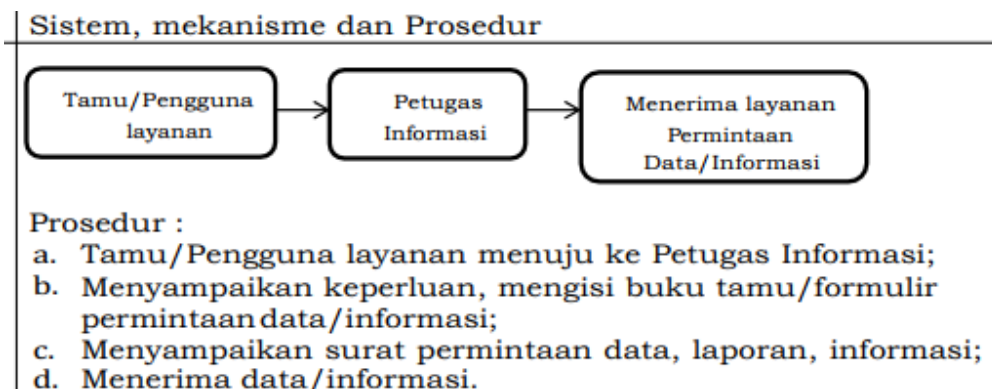 Sistem, mekanisme dan Prosedur
Tamu/Pengguna
layanan
Petugas
Informasi
Menerima layanan
Permintaan
Data/Informasi
Prosedur :
a. Tamu/Pengguna layanan menuju ke Petugas Informasi;
b. Menyampaikan keperluan, mengisi buku tamu/formulir
permintaan data/informasi;
c. Menyampaikan surat permintaan data, laporan, informasi;
d. Menerima data/informasi.